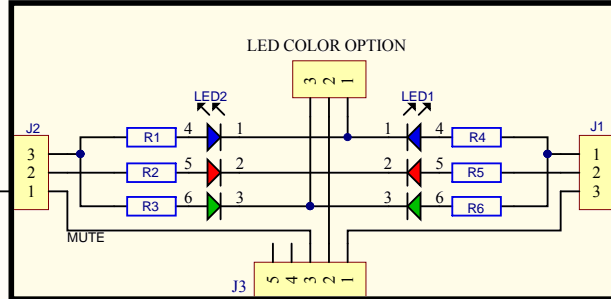 LED COLOR OPTION
3 2 1
LED2
LED1
J2
J1
R1 4 1 1 4 R4
3 1
R2 5 2 2 5 R5
2 2
R3 6 3 3 6 R6
1 3
MUTE
5 4 3 2 1
J3